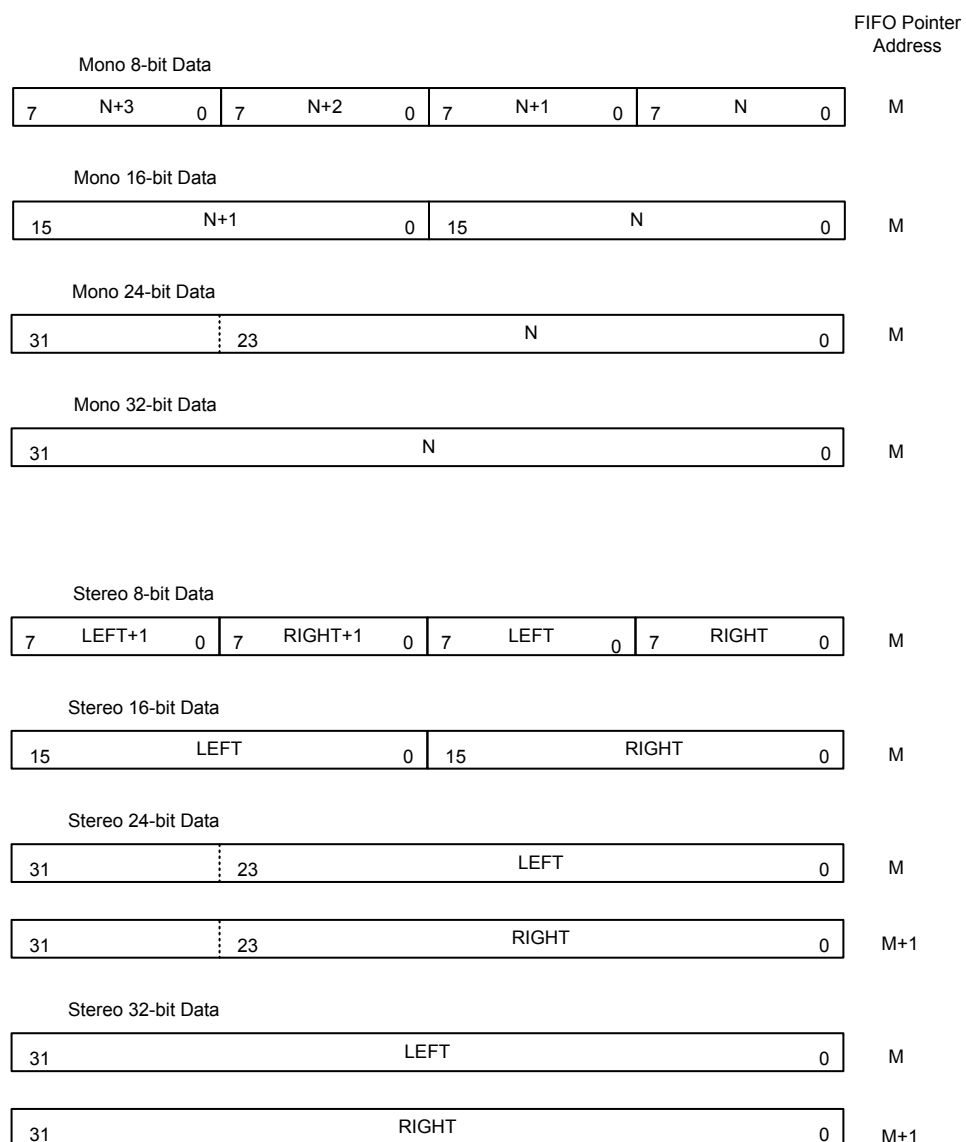 FIFO Pointer
Address
Mono 8-bit Data
7 N+3 0 7 N+2 0 7 N+1 0 7 N 0 M
Mono 16-bit Data
15 N+1 0 15 N 0 M
Mono 24-bit Data
31 23 N 0 M
Mono 32-bit Data
31 N 0 M
Stereo 8-bit Data
7 LEFT+1 0 7 RIGHT+1 0 7 LEFT 0 7 RIGHT 0 M
Stereo 16-bit Data
15 LEFT 0 15 RIGHT 0 M
Stereo 24-bit Data
31 23 LEFT 0 M
31 23 RIGHT 0 M+1
Stereo 32-bit Data
31 LEFT 0 M
31 RIGHT 0 M+1